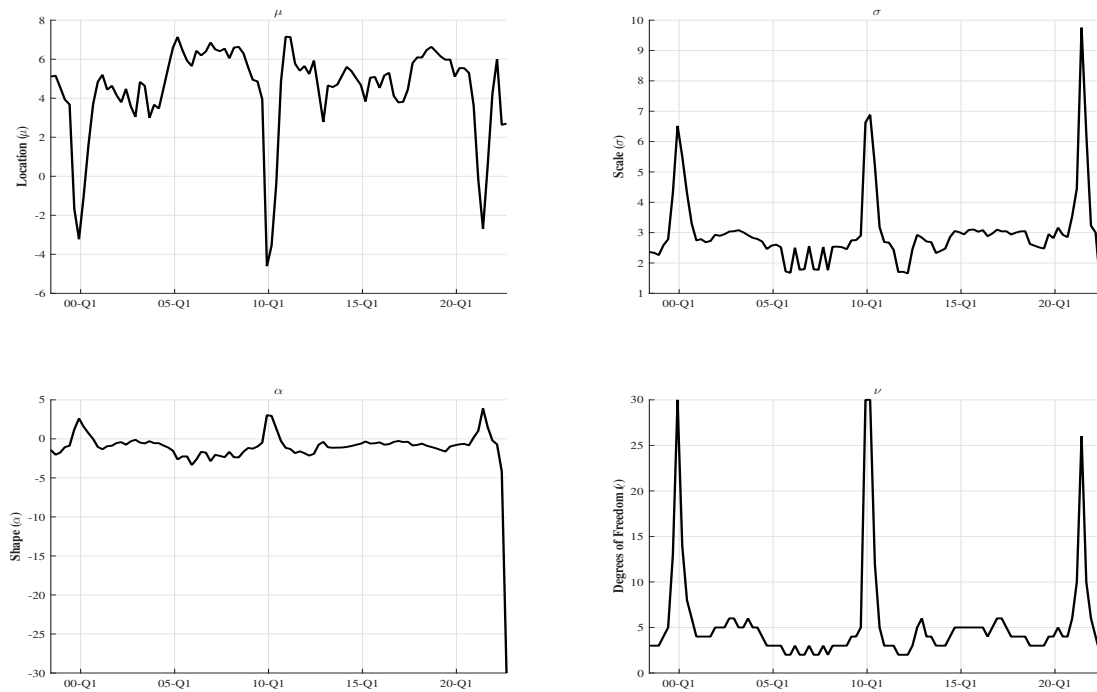 μ
8
6
4
2
0
-2
-4
-6
Location (μ)
00-Q1 05-Q1 10-Q1 15-Q1 20-Q1
σ
10
9
8
7
6
5
4
3
2
1
Scale (σ)
00-Q1 05-Q1 10-Q1 15-Q1 20-Q1
α
5
0
-5
-10
-15
-20
-25
-30
Shape (α)
00-Q1 05-Q1 10-Q1 15-Q1 20-Q1
ν
30
25
20
15
10
5
0
Degrees of Freedom (ν)
00-Q1 05-Q1 10-Q1 15-Q1 20-Q1